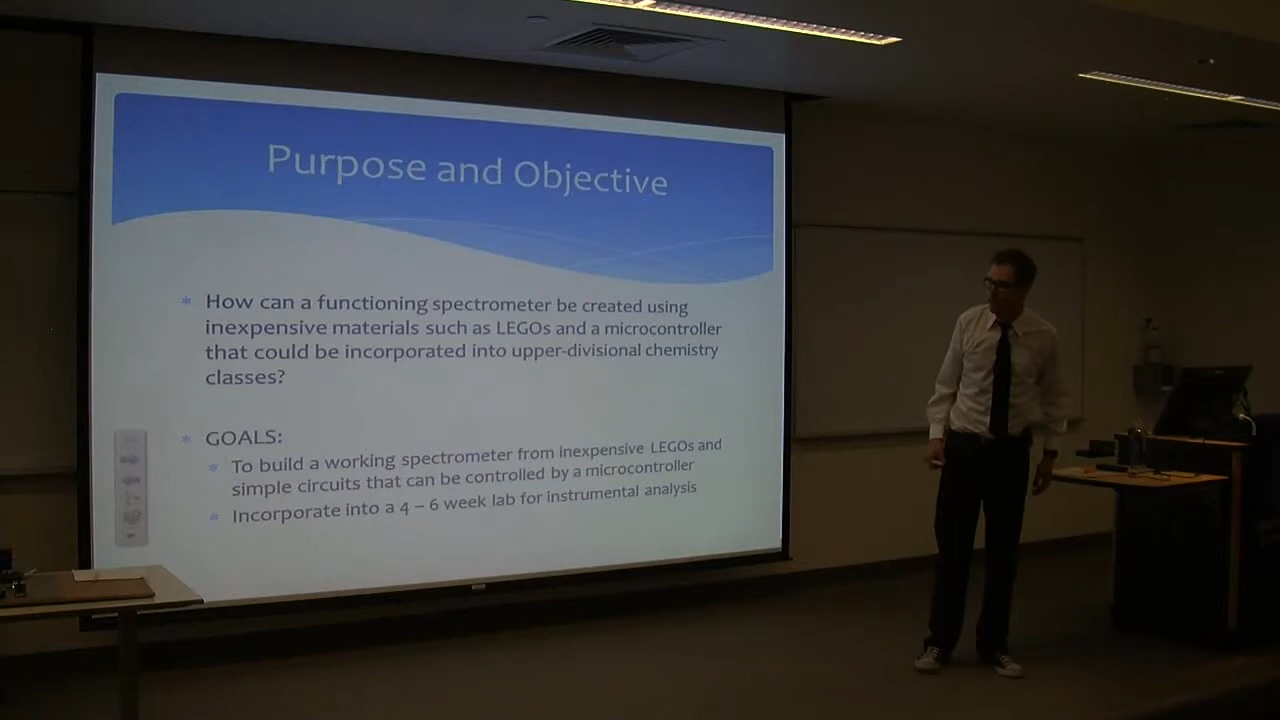 Purpose and Objective
How can a functioning spectrometer be created using
inexpensive materials such as LEGOs and a microcontroller
that could be incorporated into upper-divisional chemistry
classes?
GOALS:
To build a working spectrometer from inexpensive LEGOs and
simple circuits that can be controlled by a microcontroller
Incorporate into a 4 – 6 week lab for instrumental analysis